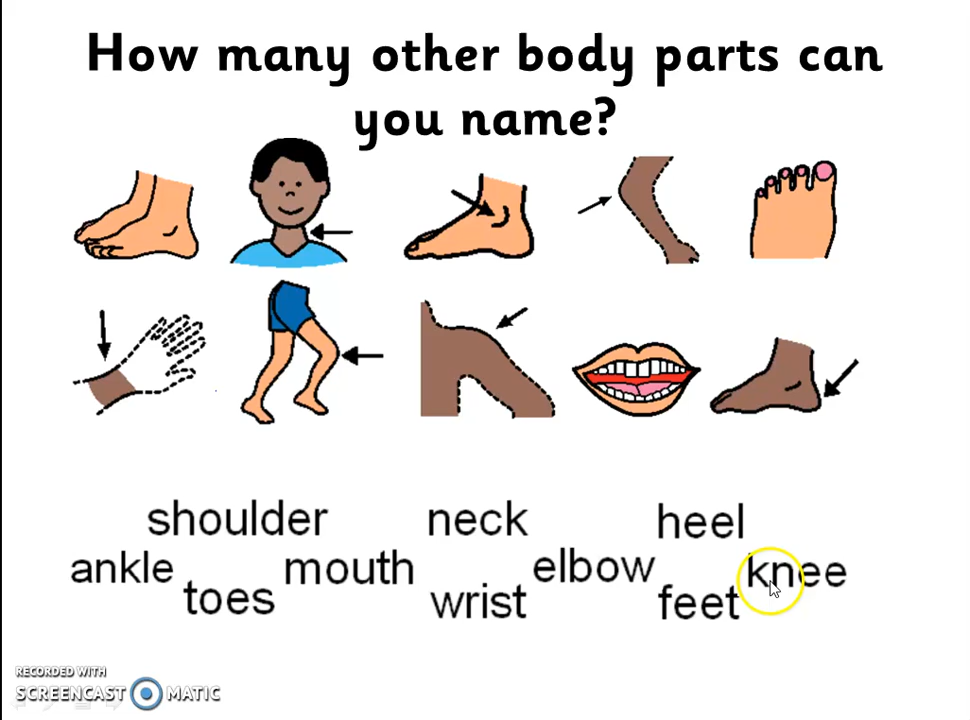 How many other body parts can
you name?
shoulder neck heel
ankle mouth elbow knee
toes wrist feet
RECORDED WITH
SCREENCAST MATIC